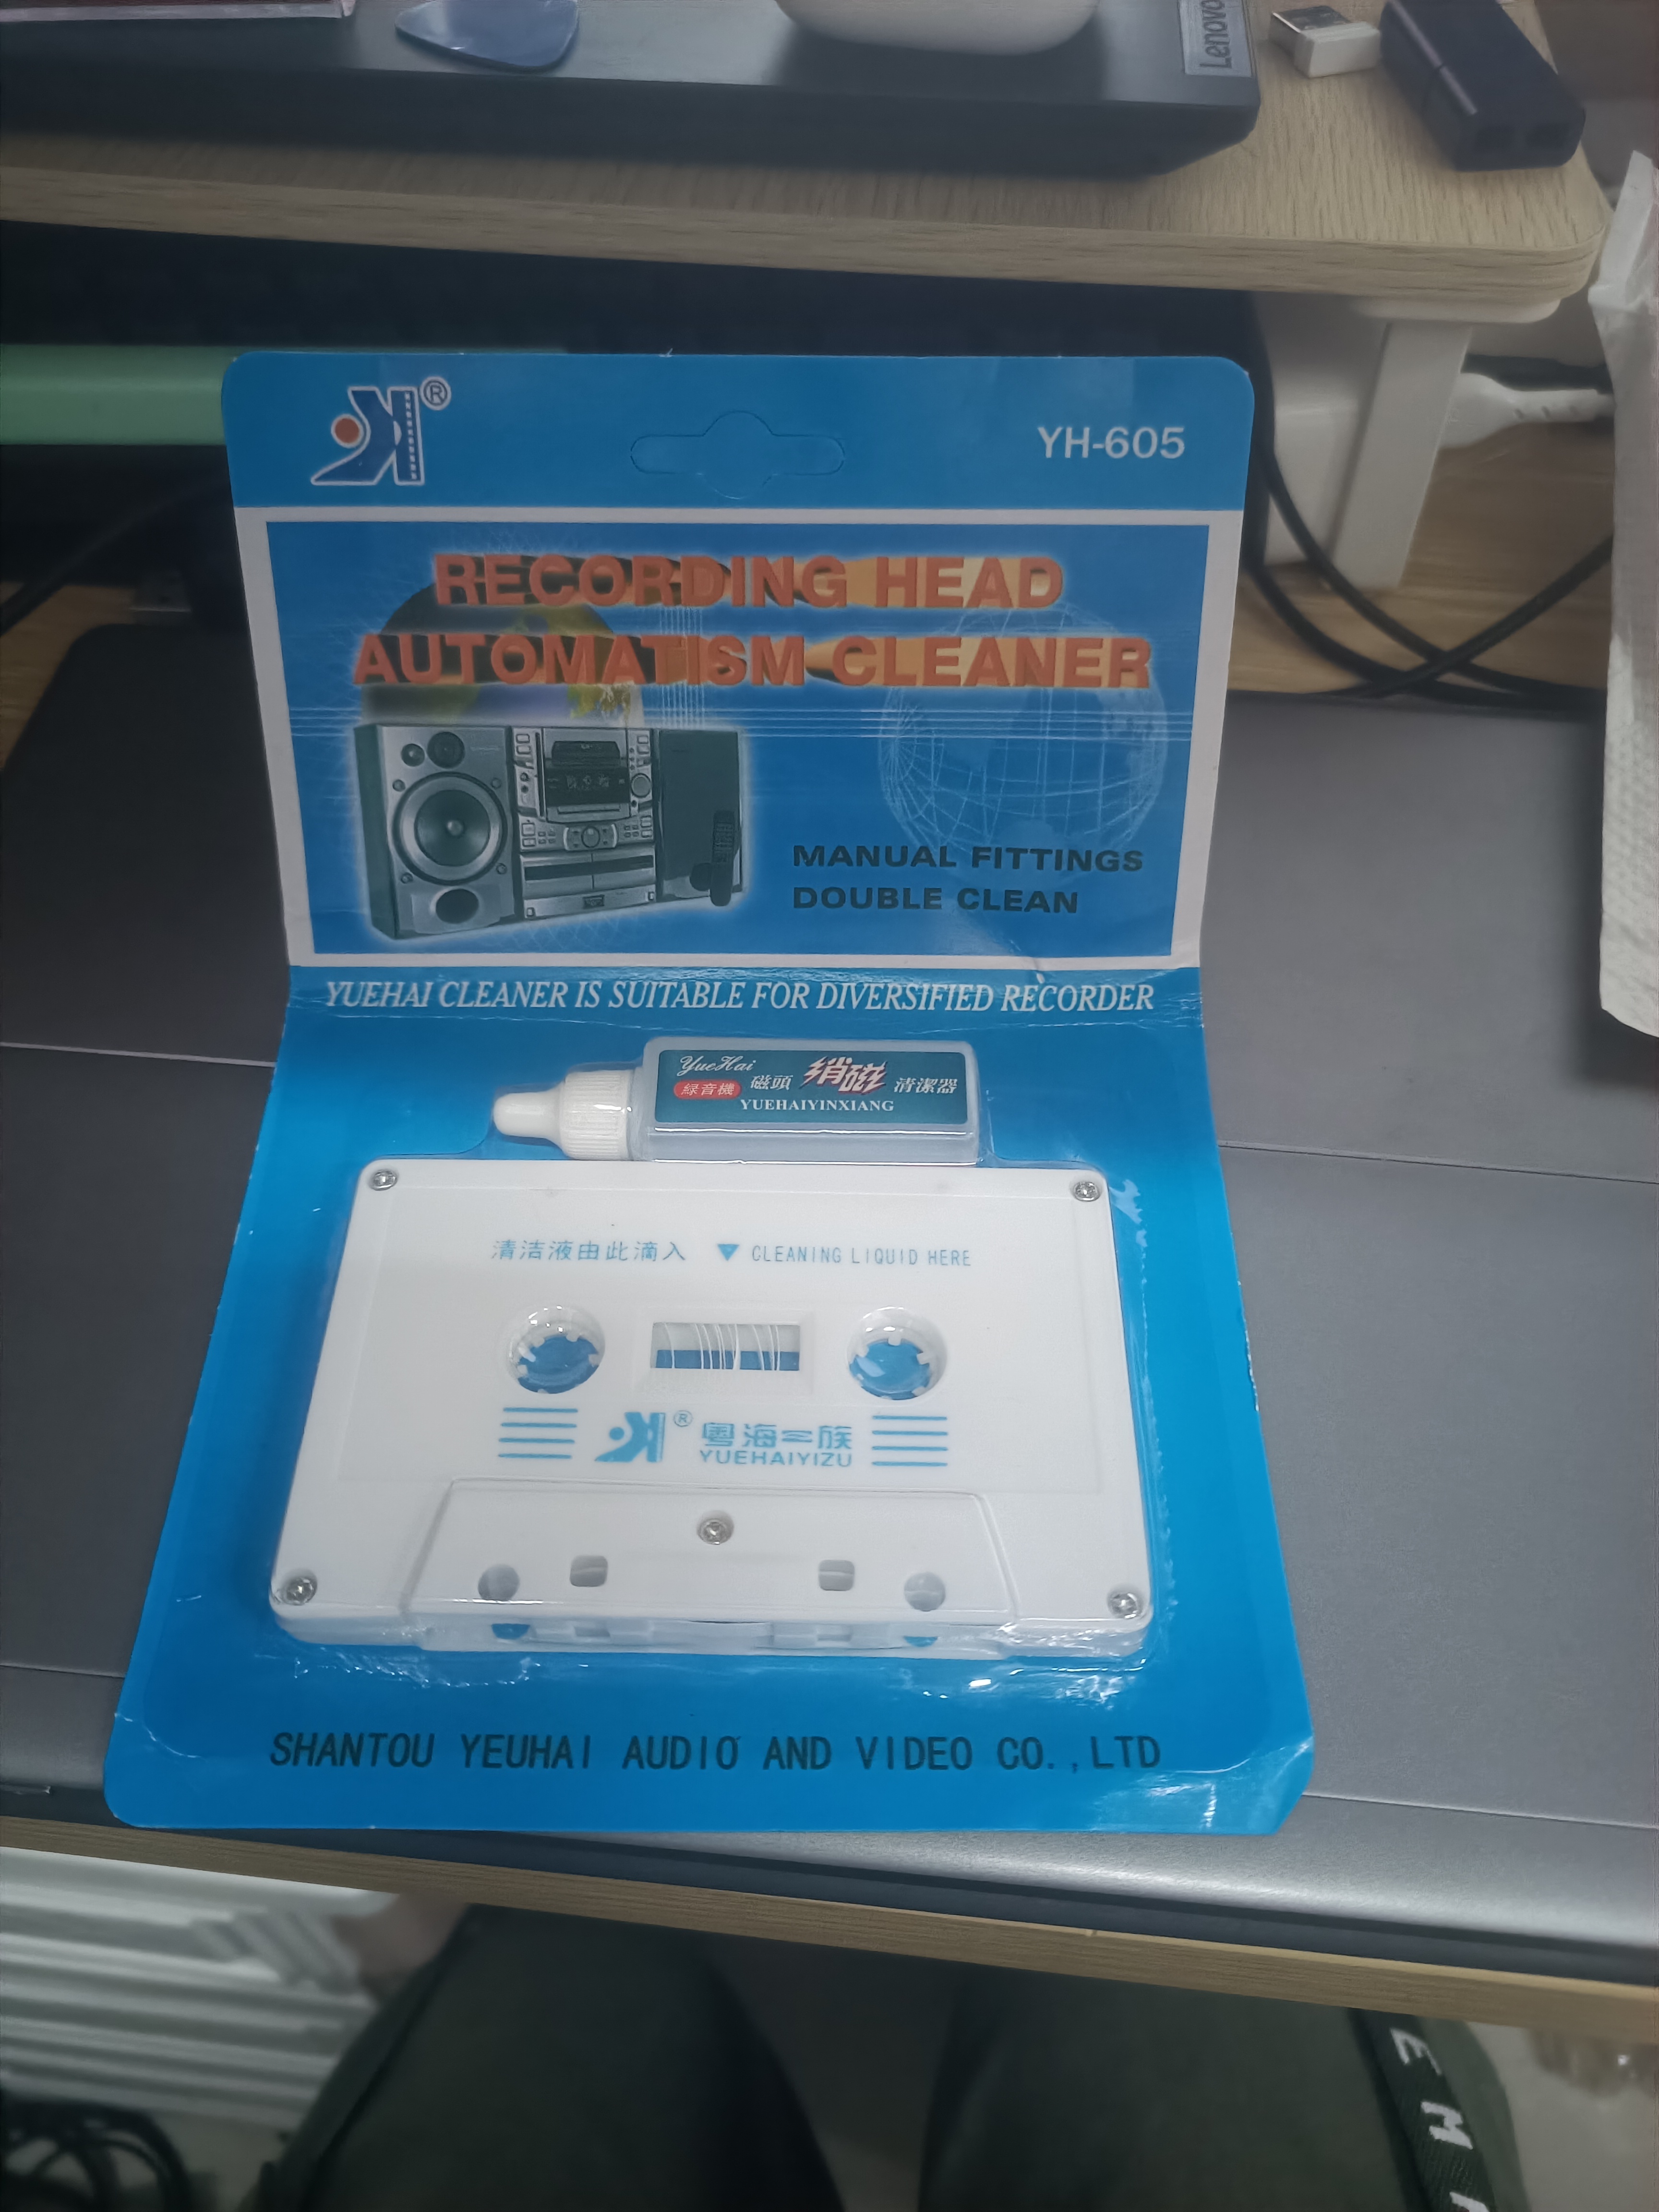 Lenovo
®
YH-605
RECORDING HEAD
AUTOMATISM CLEANER
MANUAL FITTINGS
DOUBLE CLEAN
YUEHAI CLEANER IS SUITABLE FOR DIVERSIFIED RECORDER
YueHai
緑音機 磁頭 消磁 清潔器
YUEHAIYINXIANG
清洁液由此滴入 ▼ CLEANING LIQUID HERE
® 粤海一族
YUEHAIYIZU
SHANTOU YEUHAI AUDIO AND VIDEO CO.,LTD
E M